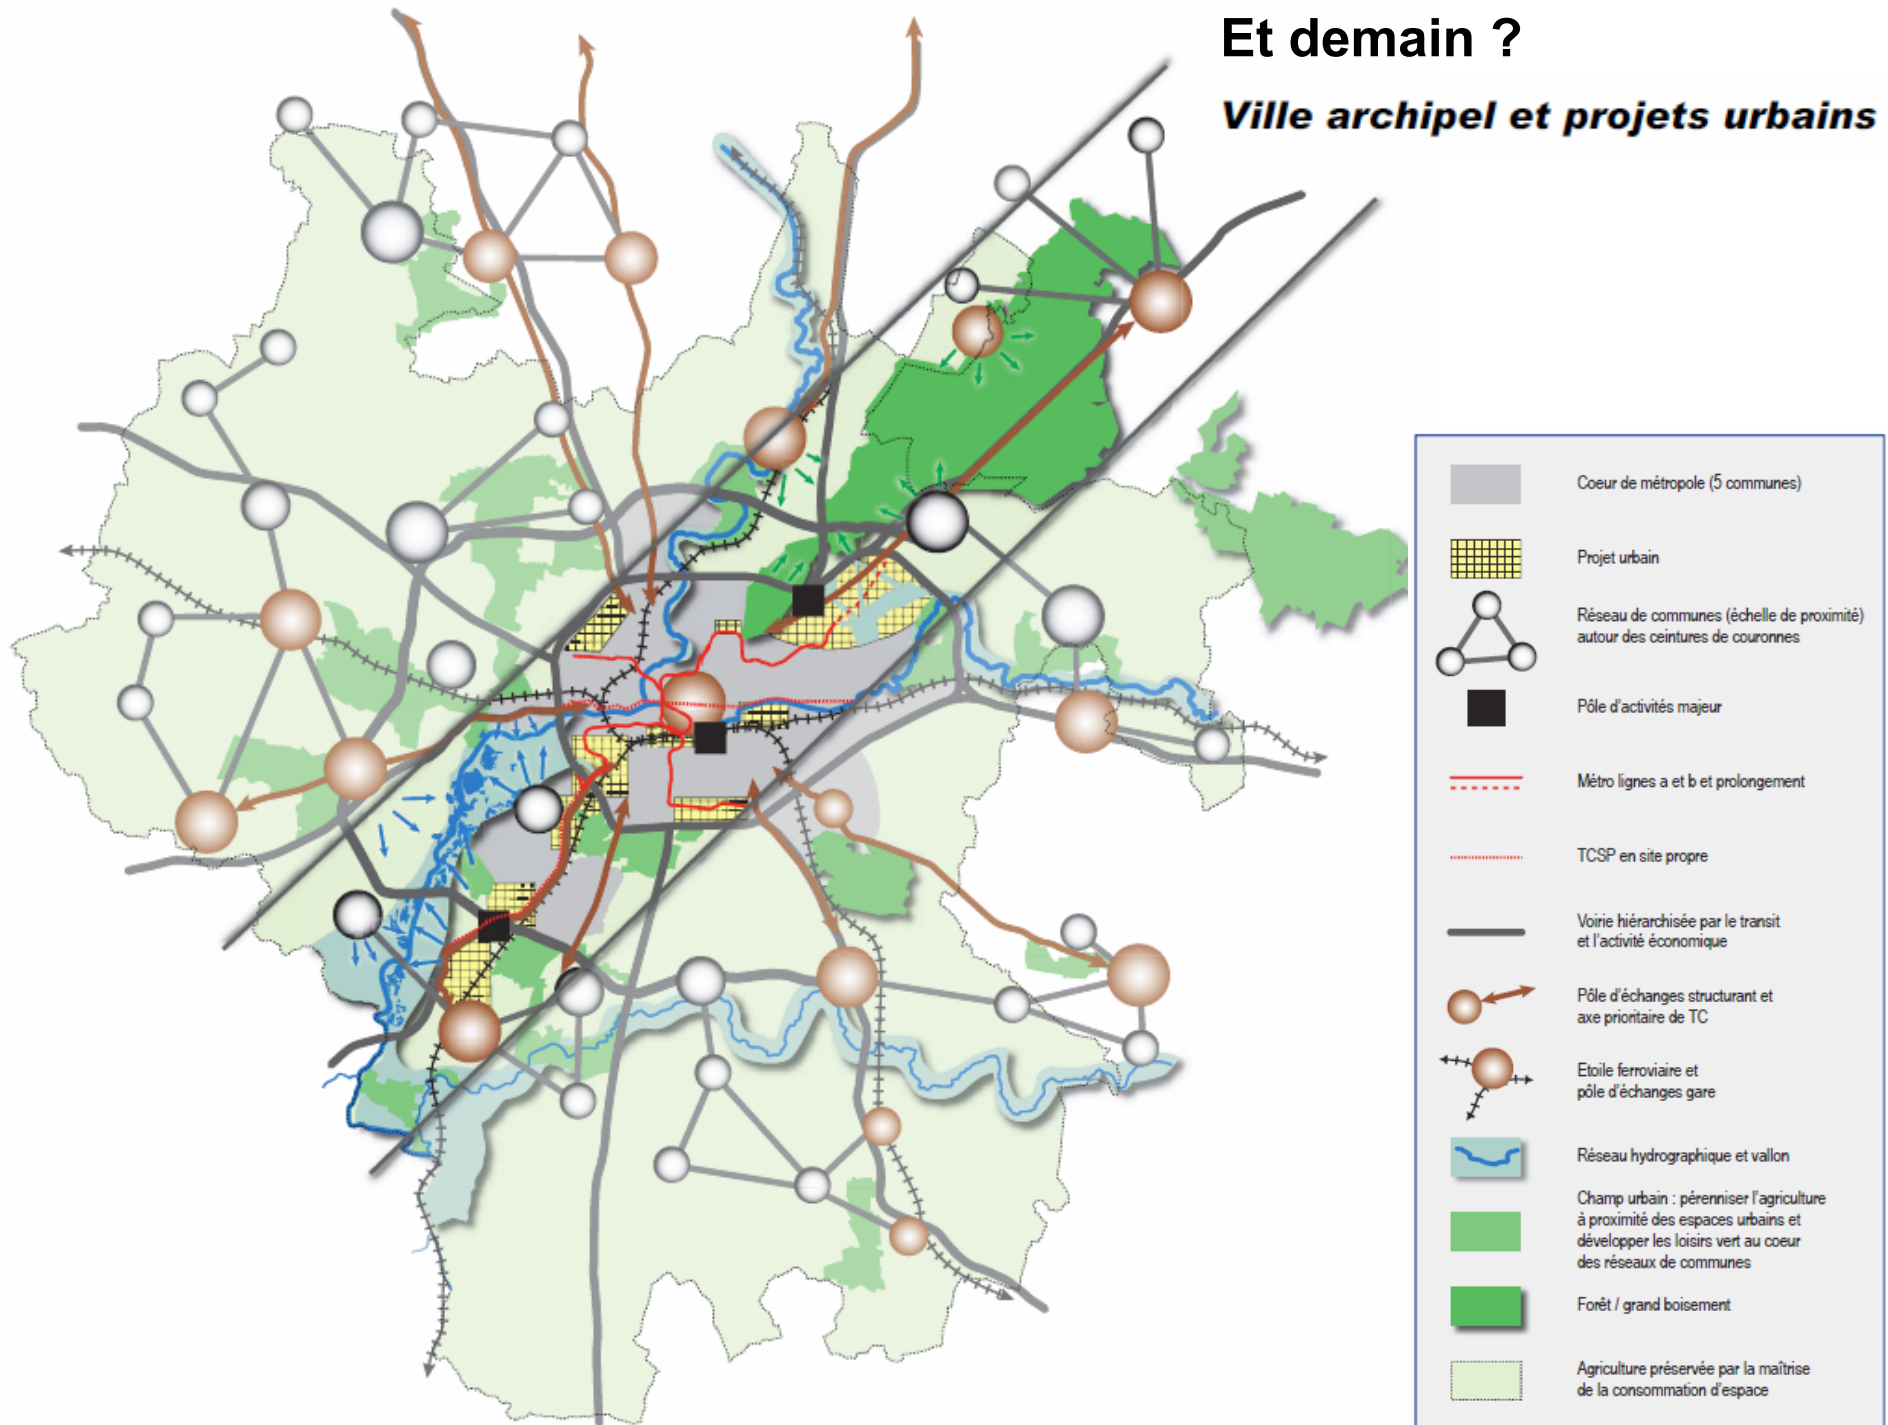 Et demain ?
Ville archipel et projets urbains
Coeur de métropole (5 communes)
Projet urbain
Réseau de communes (échelle de proximité)
autour des ceintures de couronnes
Pôle d'activités majeur
Métro lignes a et b et prolongement
TCSP en site propre
Voirie hiérarchisée par le transit
et l'activité économique
Pôle d'échanges structurant et
axe prioritaire de TC
Etoile ferroviaire et
pôle d'échanges gare
Réseau hydrographique et vallon
Champ urbain : pérenniser l'agriculture
à proximité des espaces urbains et
développer les loisirs vert au coeur
des réseaux de communes
Forêt / grand boisement
Agriculture préservée par la maîtrise
de la consommation d'espace